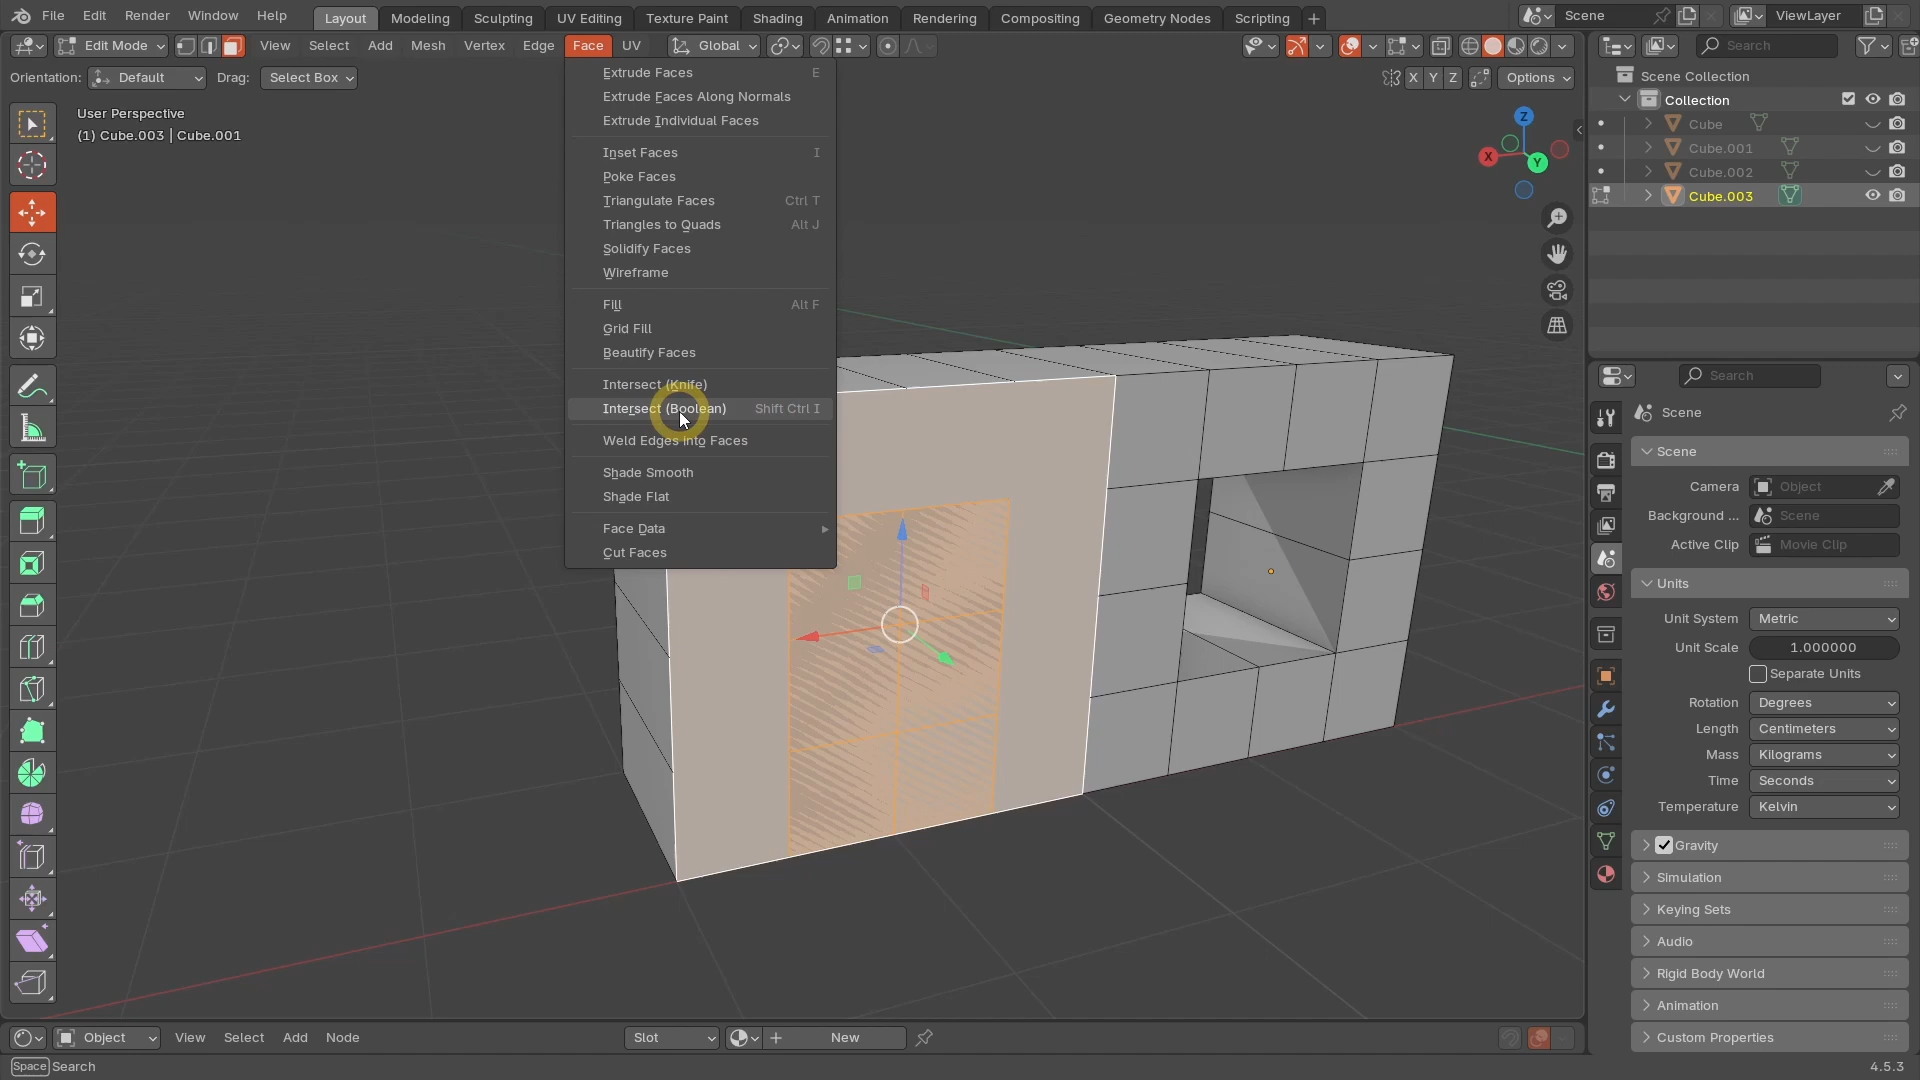 File Edit Render Window Help
Layout Modeling Sculpting UV Editing Texture Paint Shading Animation Rendering Compositing Geometry Nodes Scripting +
Scene
ViewLayer
Edit Mode View Select Add Mesh Vertex Edge Face UV Global
Orientation: Default Drag: Select Box
X Y Z Options
User Perspective
(1) Cube.003 | Cube.001
Extrude Faces E
Extrude Faces Along Normals
Extrude Individual Faces
Inset Faces I
Poke Faces
Triangulate Faces Ctrl T
Triangles to Quads Alt J
Solidify Faces
Wireframe
Fill Alt F
Grid Fill
Beautify Faces
Intersect (Knife)
Intersect (Boolean) Shift Ctrl I
Weld Edges into Faces
Shade Smooth
Shade Flat
Face Data
Cut Faces
Z
X
Y
Search
Scene Collection
Collection
Cube
Cube.001
Cube.002
Cube.003
Search
Scene
Scene
Camera Object
Background ... Scene
Active Clip Movie Clip
Units
Unit System Metric
Unit Scale 1.000000
Separate Units
Rotation Degrees
Length Centimeters
Mass Kilograms
Time Seconds
Temperature Kelvin
Gravity
Simulation
Keying Sets
Audio
Rigid Body World
Animation
Custom Properties
Object View Select Add Node Slot New
Space Search
4.5.3